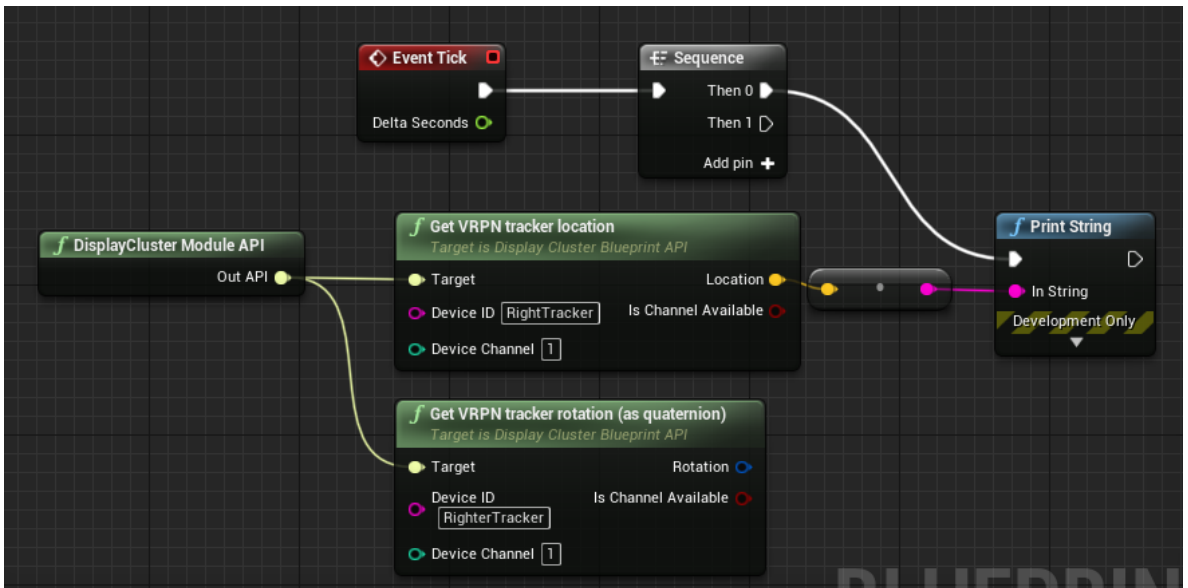 Event Tick
Delta Seconds
Sequence
Then 0
Then 1
Add pin
DisplayCluster Module API
Out API
Get VRPN tracker location
Target is Display Cluster Blueprint API
Target
Location
Device ID RightTracker
Is Channel Available
Device Channel 1
Print String
In String
Development Only
Get VRPN tracker rotation (as quaternion)
Target is Display Cluster Blueprint API
Target
Rotation
Device ID
Is Channel Available
RighterTracker
Device Channel 1